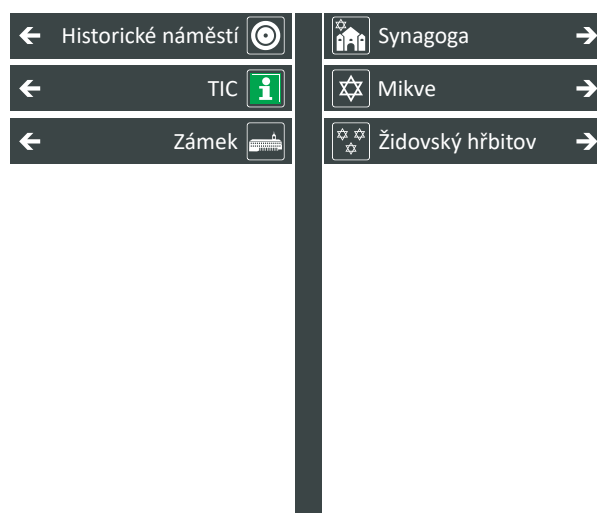 Historické náměstí
TIC
Zámek
Synagoga
Mikve
Židovský hřbitov